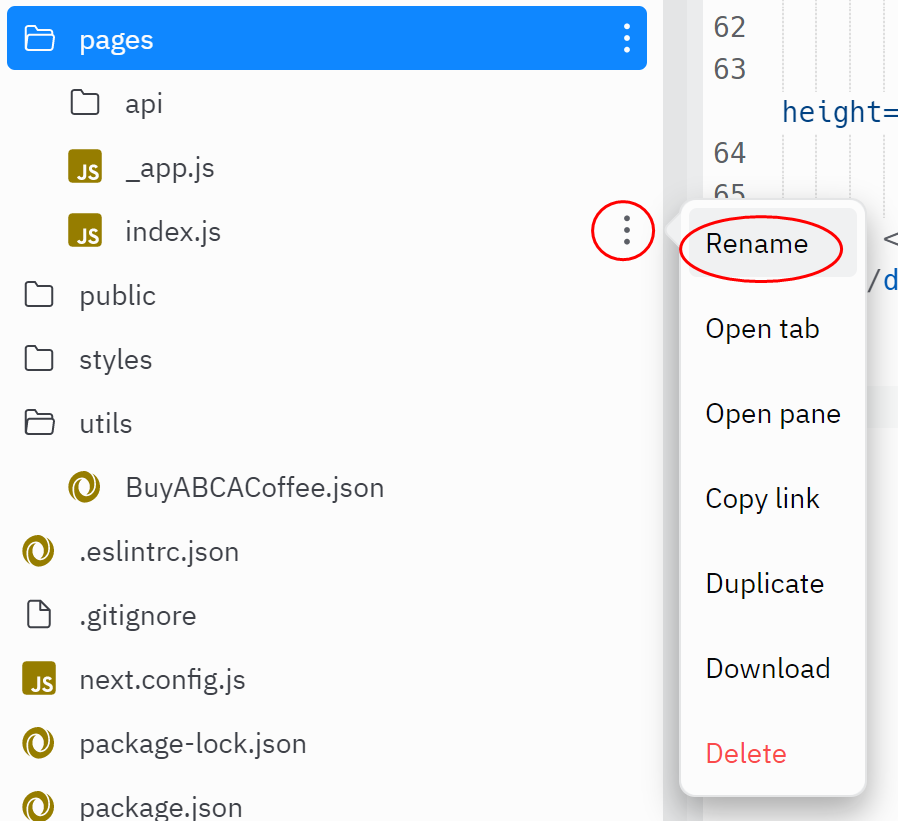 pages
api
JS _app.js
JS index.js
public
styles
utils
BuyABCACoffee.json
.eslintrc.json
.gitignore
JS next.config.js
package-lock.json
package.json
62
63
height=
64
65
<
/d
Rename
Open tab
Open pane
Copy link
Duplicate
Download
Delete